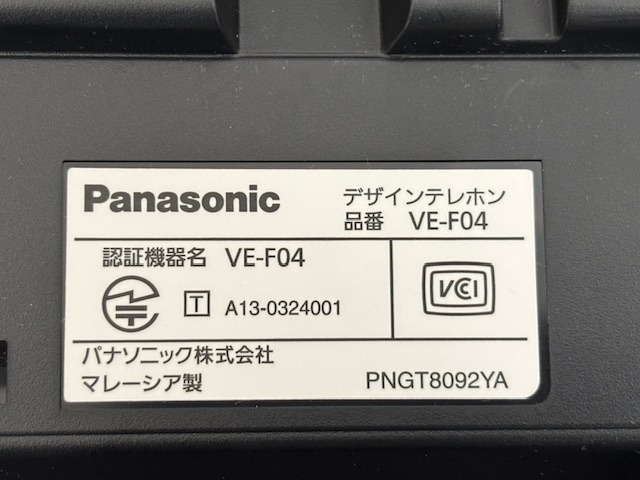 Panasonic
デザインテレホン
品番 VE-F04
認証機器名 VE-F04
T A13-0324001
VCI
パナソニック株式会社
マレーシア製
PNGT8092YA